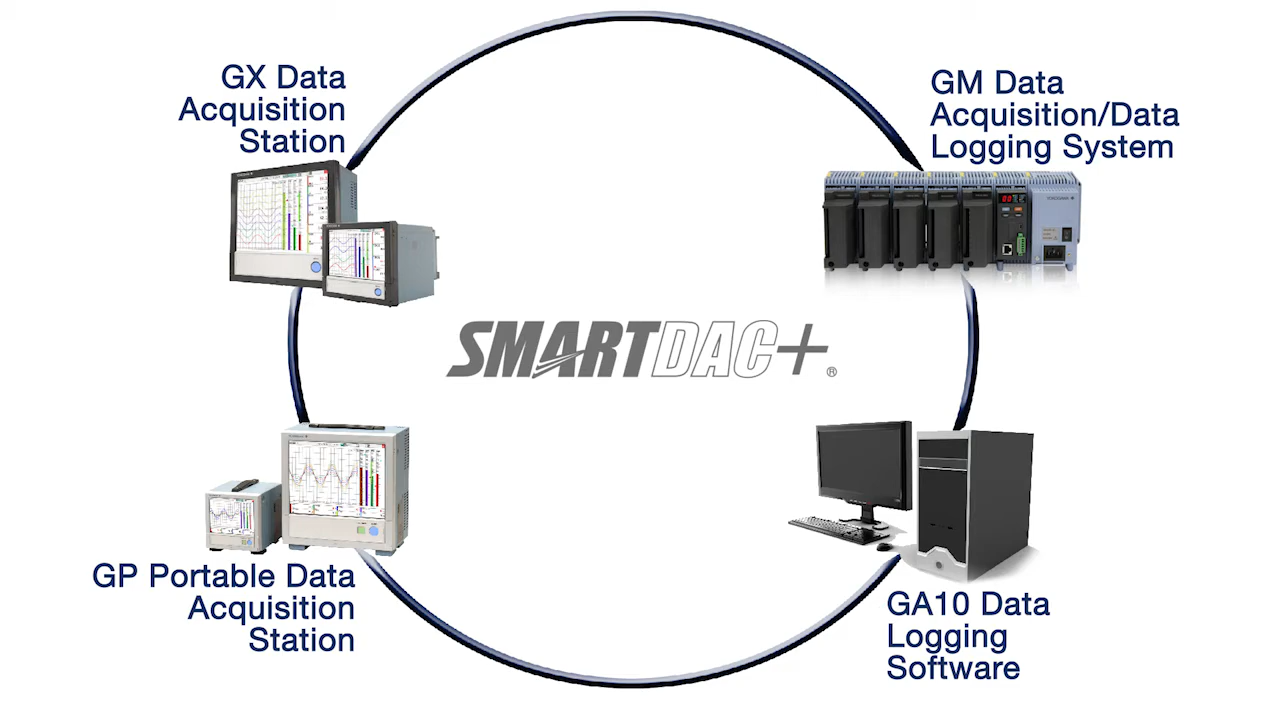 GX Data
Acquisition
Station
GM Data
Acquisition/Data
Logging System
YOKOGAWA
SMARTDAC+®
GP Portable Data
Acquisition
Station
GA10 Data
Logging
Software